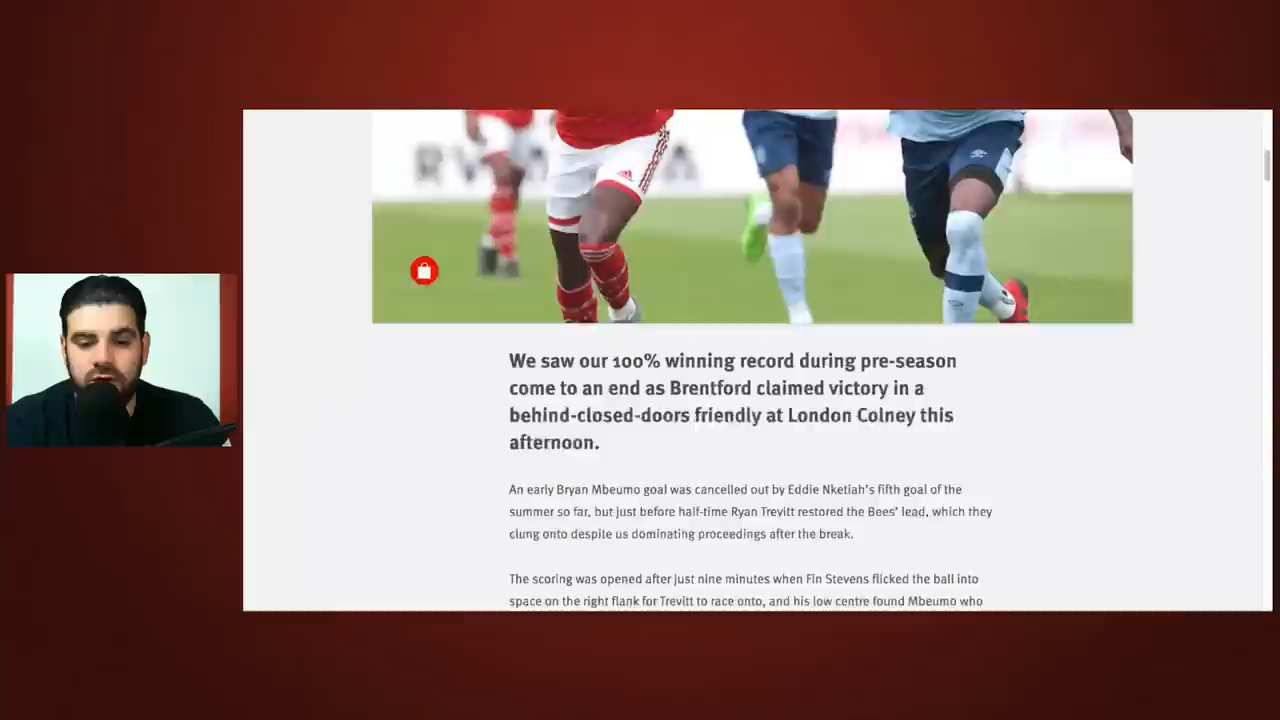 We saw our 100% winning record during pre-season
come to an end as Brentford claimed victory in a
behind-closed-doors friendly at London Colney this
afternoon.
An early Bryan Mbeumo goal was cancelled out by Eddie Nketiah's fifth goal of the
summer so far, but just before half-time Ryan Trevitt restored the Bees' lead, which they
clung onto despite us dominating proceedings after the break.
The scoring was opened after just nine minutes when Fin Stevens flicked the ball into
space on the right flank for Trevitt to race onto, and his low centre found Mbeumo who